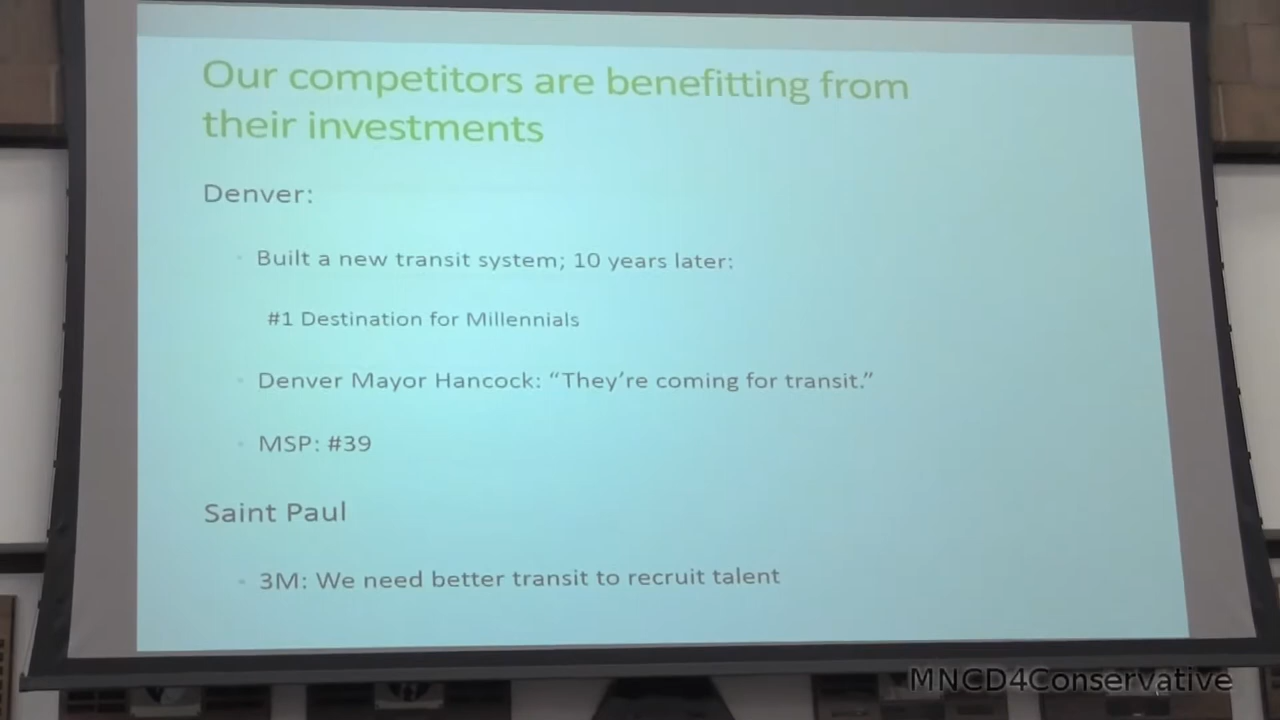 Our competitors are benefitting from
their investments
Denver:
Built a new transit system; 10 years later:
#1 Destination for Millennials
Denver Mayor Hancock: “They’re coming for transit.”
MSP: #39
Saint Paul
3M: We need better transit to recruit talent
MNCD4Conservative